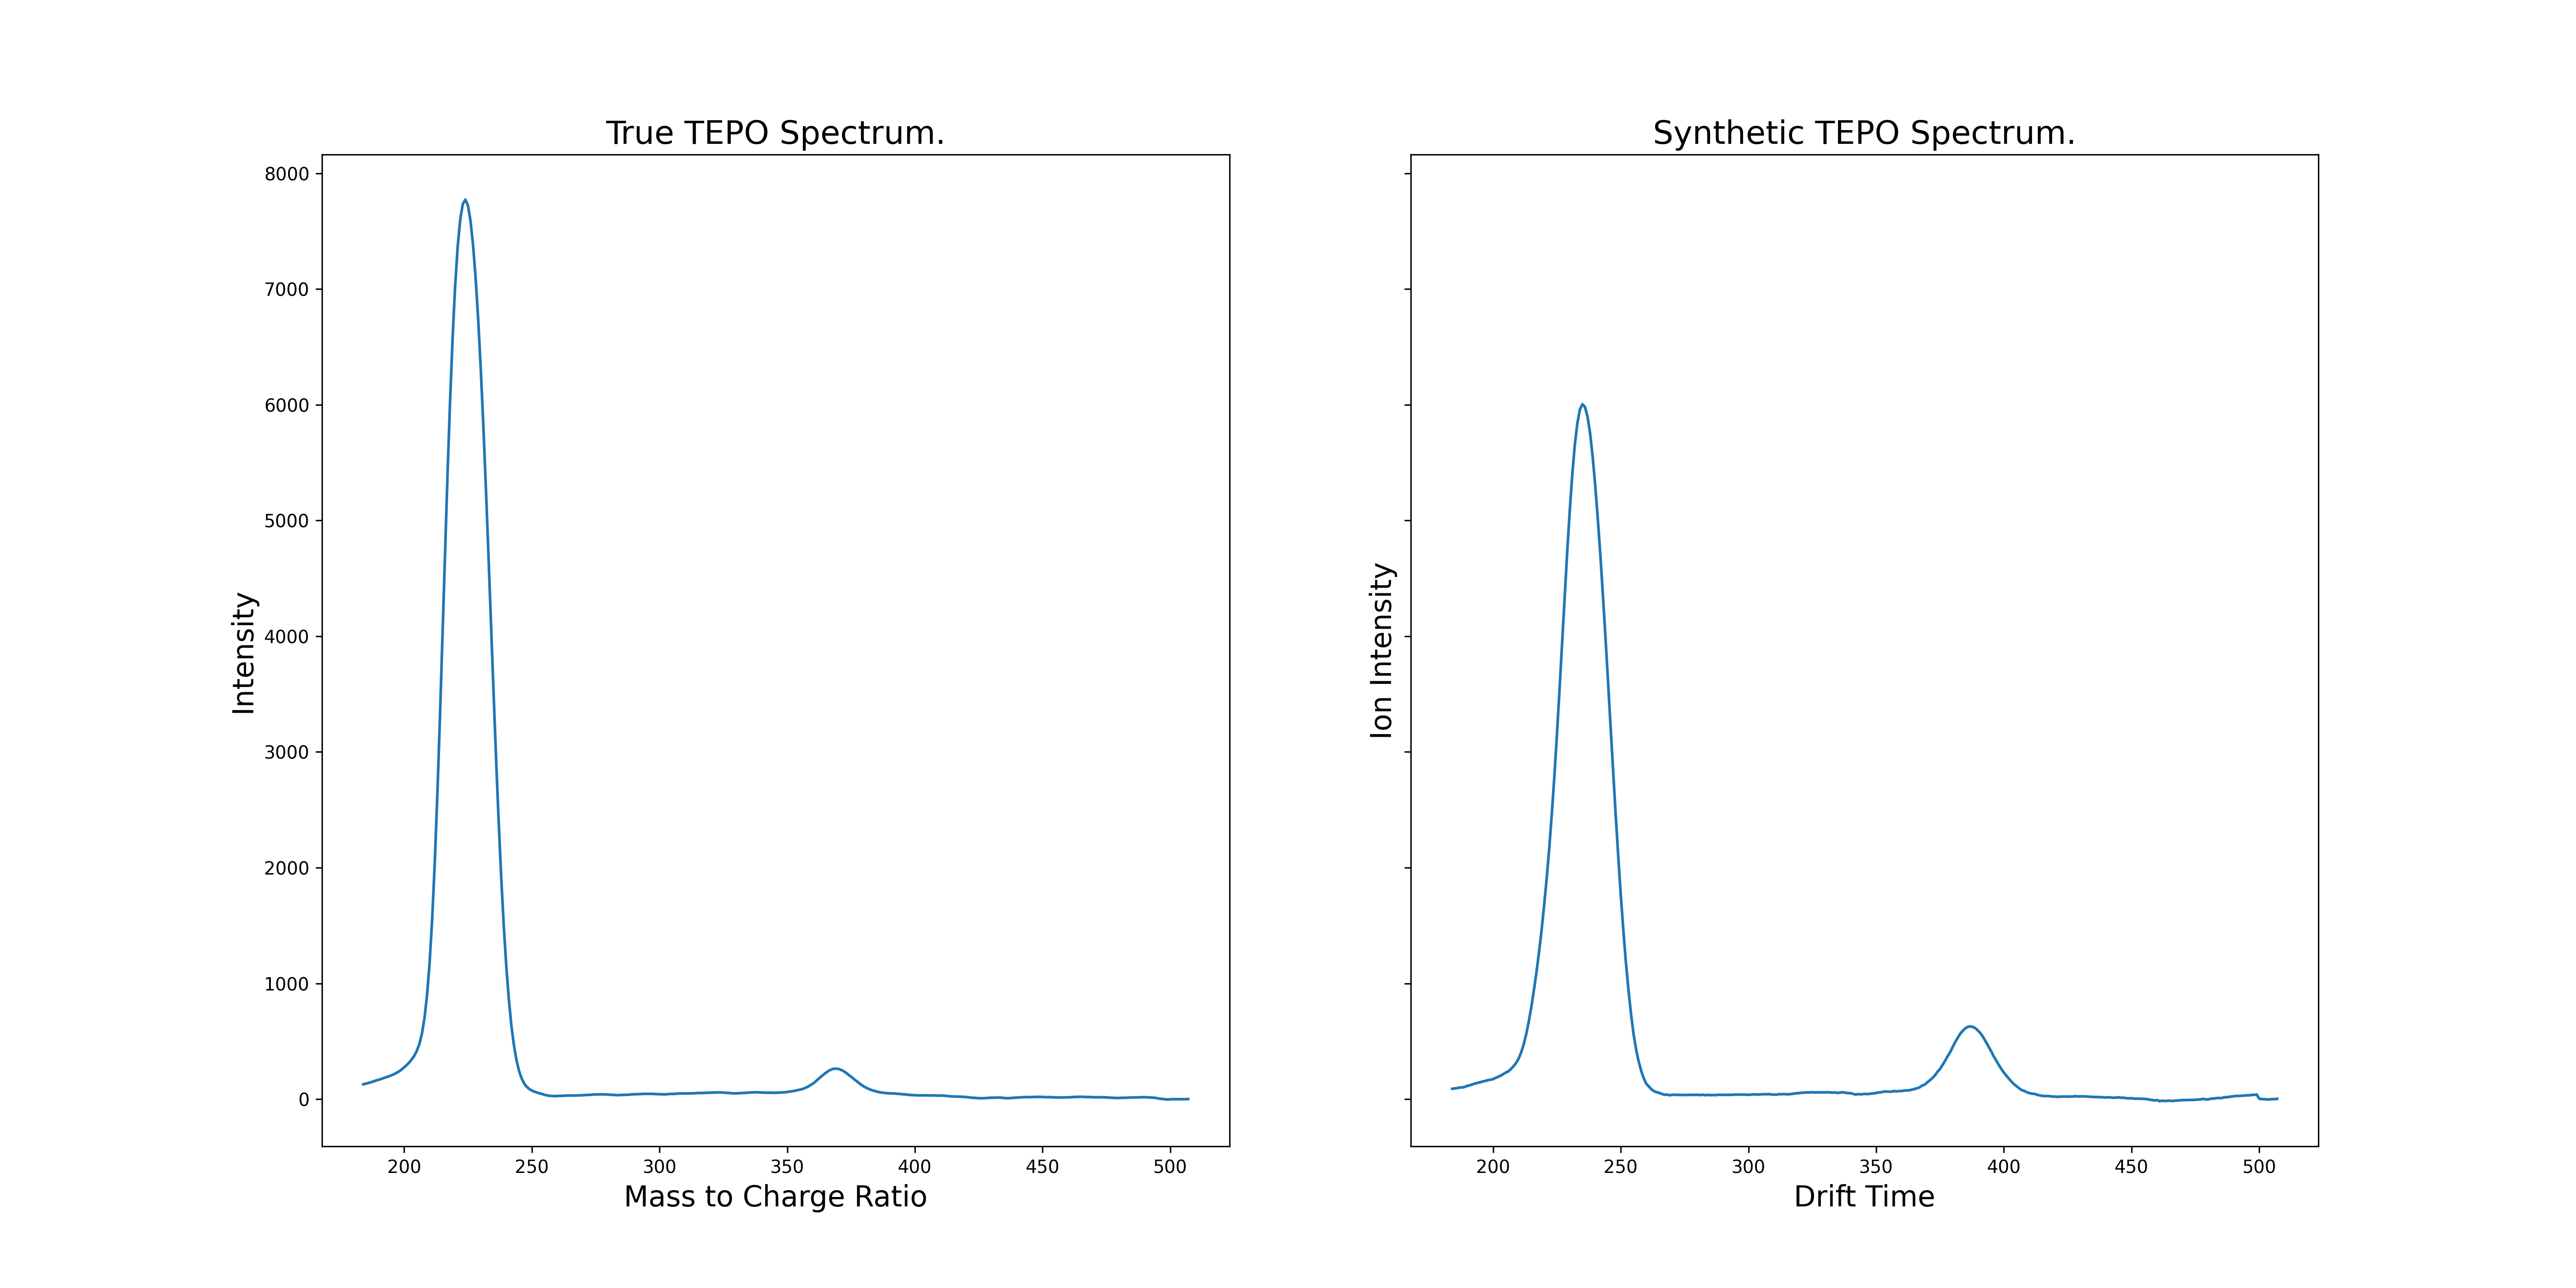 True TEPO Spectrum.
Intensity
8000
7000
6000
5000
4000
3000
2000
1000
0
200 250 300 350 400 450 500
Mass to Charge Ratio
Synthetic TEPO Spectrum.
Ion Intensity
200 250 300 350 400 450 500
Drift Time